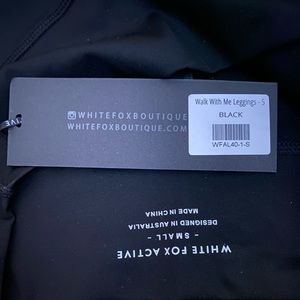 Walk With Me Leggings - S
BLACK
WFAL40-1-S
WHITEFOXBOUTIQUE
WHITEFOXBOUTIQUE.COM
WHITE FOX ACTIVE
- SMALL -
DESIGNED IN AUSTRALIA
MADE IN CHINA